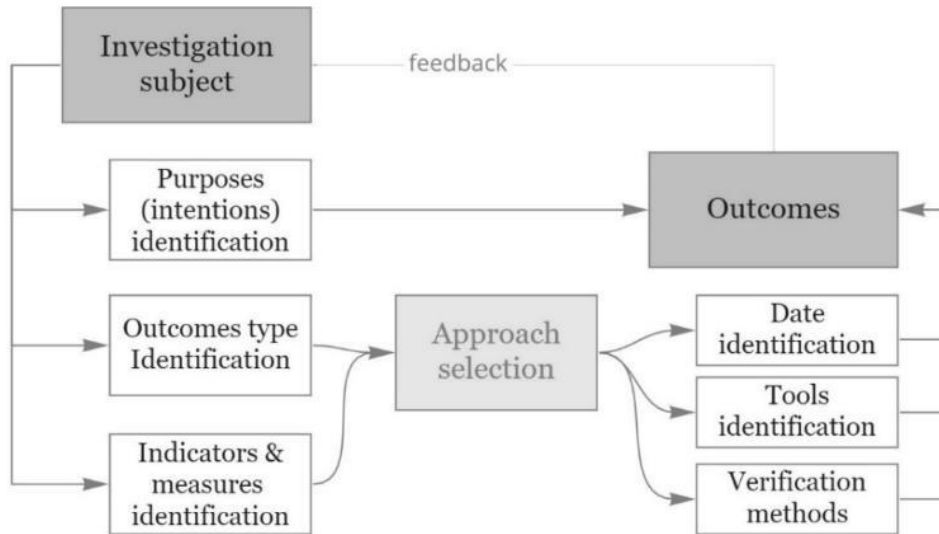 Investigation
subject
feedback
Purposes
(intentions)
identification
Outcomes
Outcomes type
Identification
Approach
selection
Date
identification
Tools
identification
Indicators &
measures
identification
Verification
methods